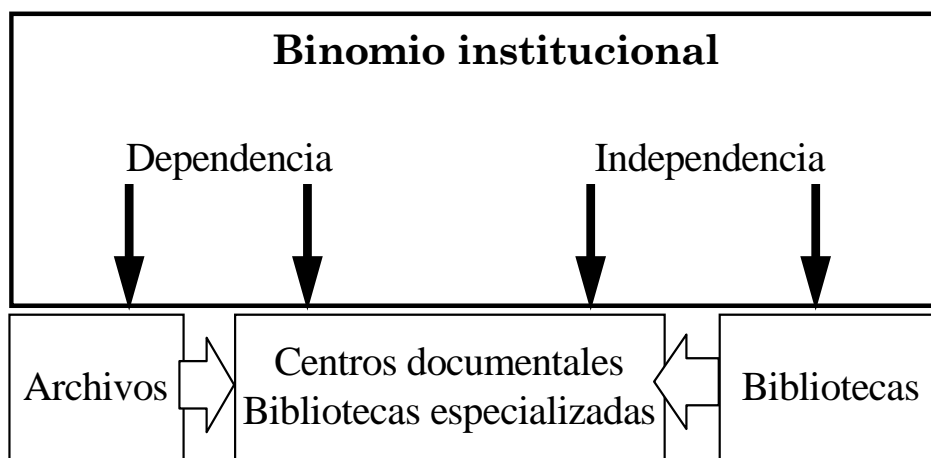 Binomio institucional
Dependencia
Independencia
Archivos
Centros documentales
Bibliotecas especializadas
Bibliotecas